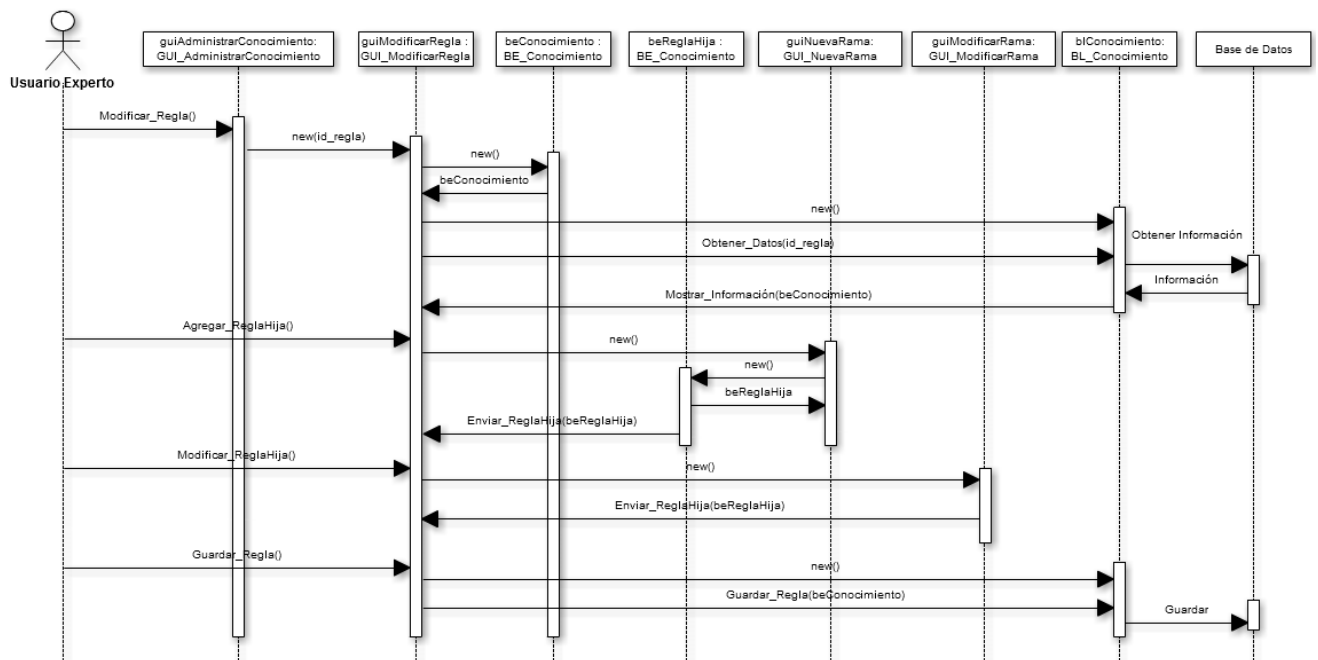 guiAdministrarConocimiento:
GUI_AdministrarConocimiento
guiModificarRegla :
GUI_ModificarRegla
beConocimiento :
BE_Conocimiento
beReglaHija :
BE_Conocimiento
guiNuevaRama:
GUI_NuevaRama
guiModificarRama:
GUI_ModificarRama
blConocimiento:
BL_Conocimiento
Base de Datos
Usuario Experto
Modificar_Regla()
new(id_regla)
new()
beConocimiento
new()
Obtener Información
Obtener_Datos(id_regla)
Información
Mostrar_Información(beConocimiento)
Agregar_ReglaHija()
new()
new()
beReglaHija
Enviar_ReglaHija(beReglaHija)
Modificar_ReglaHija()
new()
Enviar_ReglaHija(beReglaHija)
Guardar_Regla()
new()
Guardar_Regla(beConocimiento)
Guardar